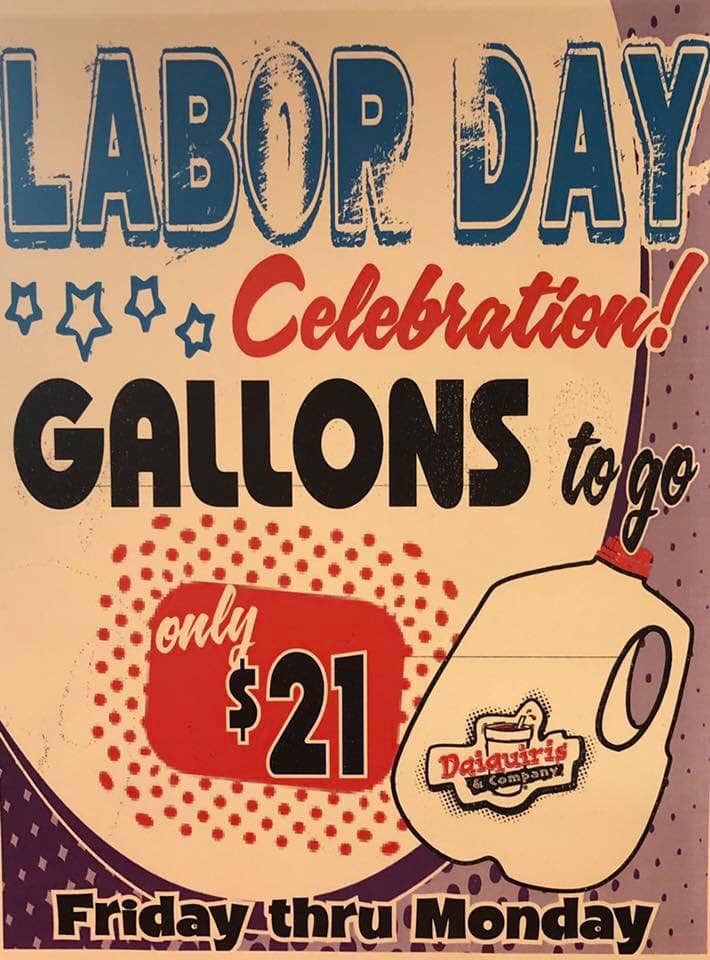 LABOR DAY
Celebration!
GALLONS to go
only
$21
Daiquiris
& Company
Friday thru Monday